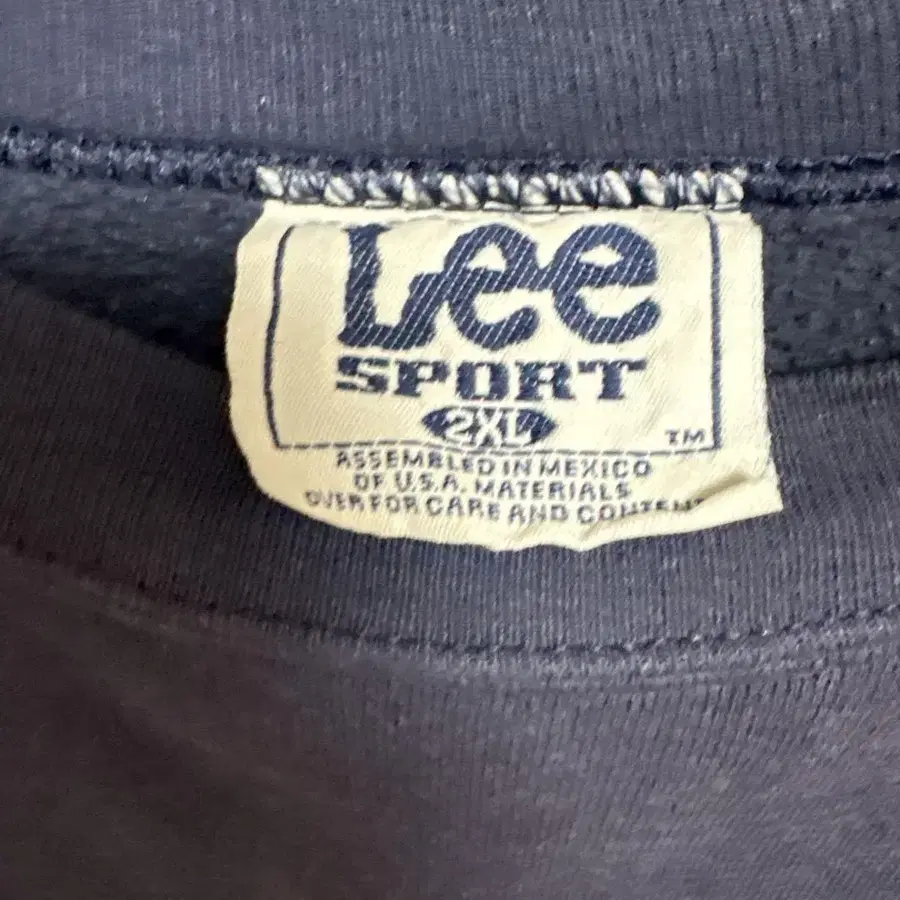 Lee
SPORT
2XL
TM
ASSEMBLED IN MEXICO
OF U.S.A. MATERIALS
OVER FOR CARE AND CONTENT